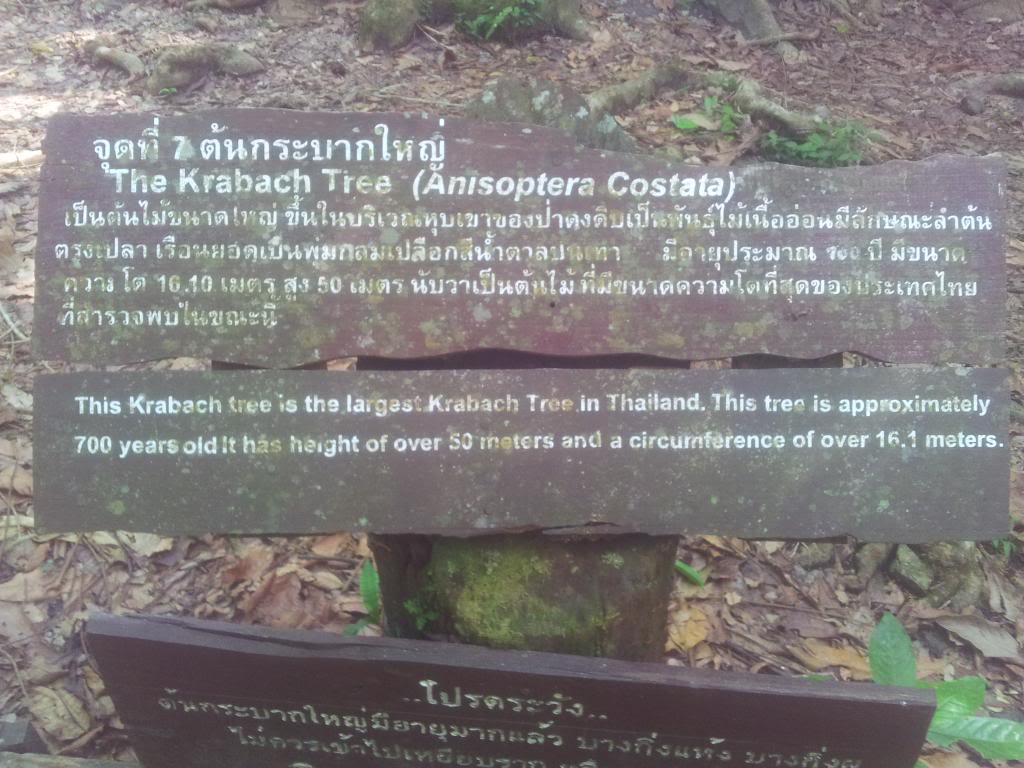 จุดที่ 7 ต้นกระบากใหญ่
The Krabach Tree (Anisoptera Costata)
เป็นต้นไม้ขนาดใหญ่ ขึ้นในบริเวณหุบเขาของป่าดงดิบเป็นพันธุ์ไม้เนื้ออ่อนมีลักษณะลำต้น
ตรงเปลา เรือนยอดเป็นพุ่มกลมเปลือกสีน้ำตาลปนเทา มีอายุประมาณ ปี มีขนาด
ความโต 16.10 เมตร สูง 50 เมตร นับว่าเป็นต้นไม้ที่มีขนาดความโตที่สุดของประเทศไทย
ที่สำรวจพบในขณะนี้
This Krabach tree is the largest Krabach Tree in Thailand. This tree is approximately
700 years old It has height of over 50 meters and a circumference of over 16.1 meters.
..โปรดระวัง..
ต้นกระบากใหญ่มีอายุมากแล้ว บางกิ่งแห้ง บางกิ่งผุ
ไม่ควรเข้าไปเหยียบราก